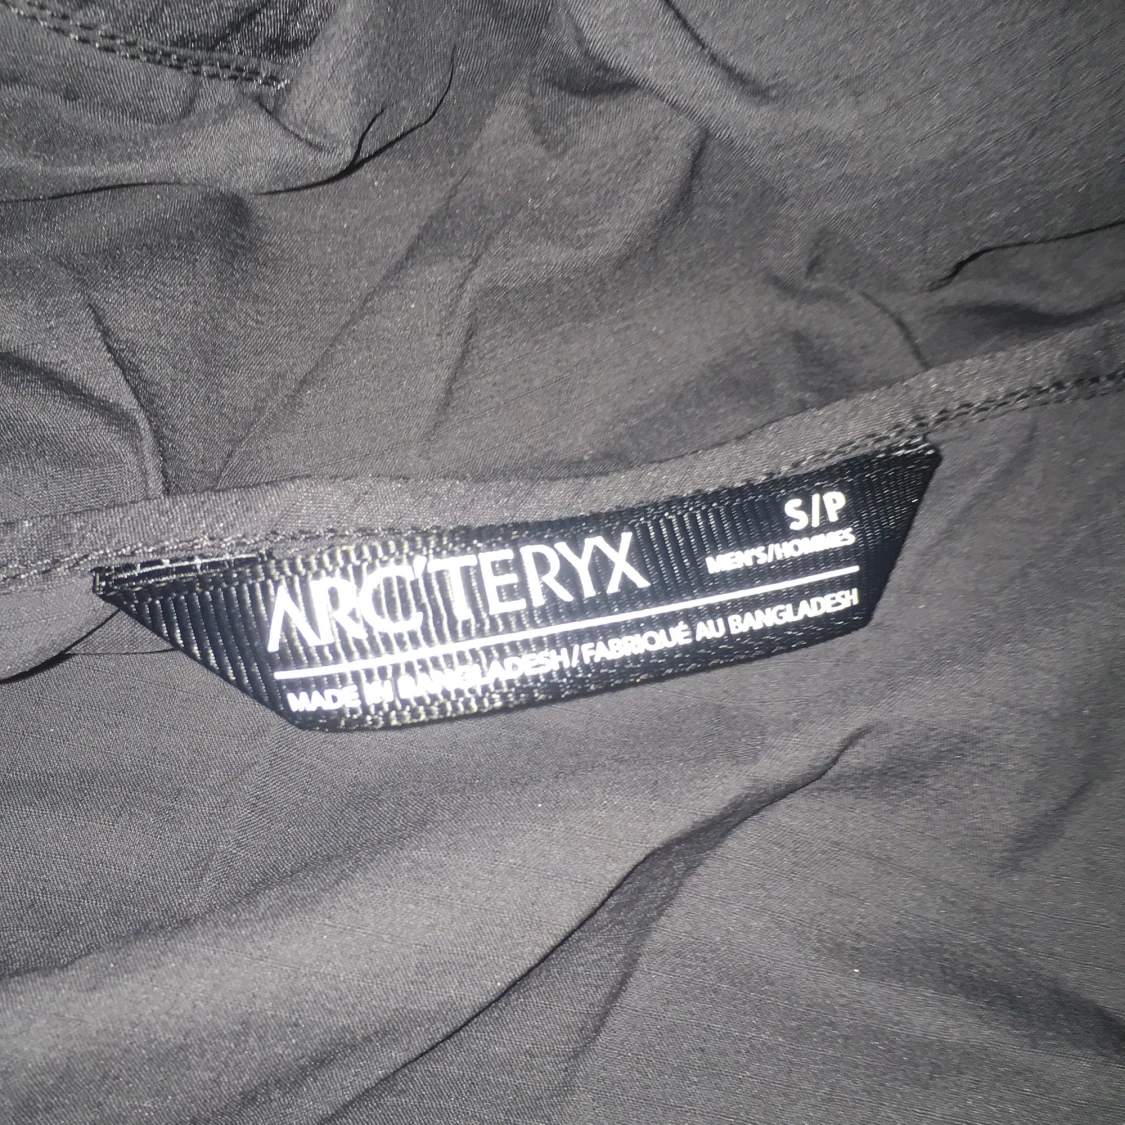 S/P
MEN'S/HOMMES
ARC'TERYX
MADE IN BANGLADESH/FABRIQUÉ AU BANGLADESH